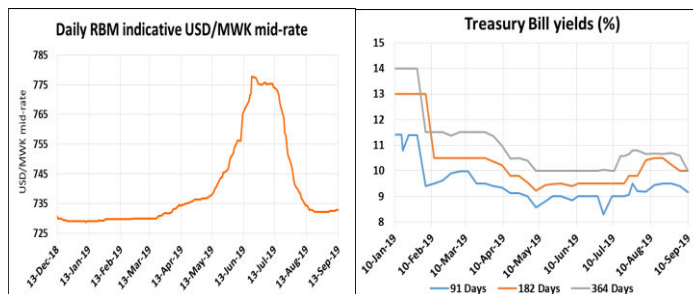 Daily RBM indicative USD/MWK mid-rate
USD/MWK mid-rate
785
775
765
755
745
735
725
13-Dec-18
13-Jan-19
13-Feb-19
13-Mar-19
13-Apr-19
13-May-19
13-Jun-19
13-Jul-19
13-Aug-19
13-Sep-19
Treasury Bill yields (%)
15
14
13
12
11
10
9
8
10-Jan-19
10-Feb-19
10-Mar-19
10-Apr-19
10-May-19
10-Jun-19
10-Jul-19
10-Aug-19
10-Sep-19
91 Days
182 Days
364 Days